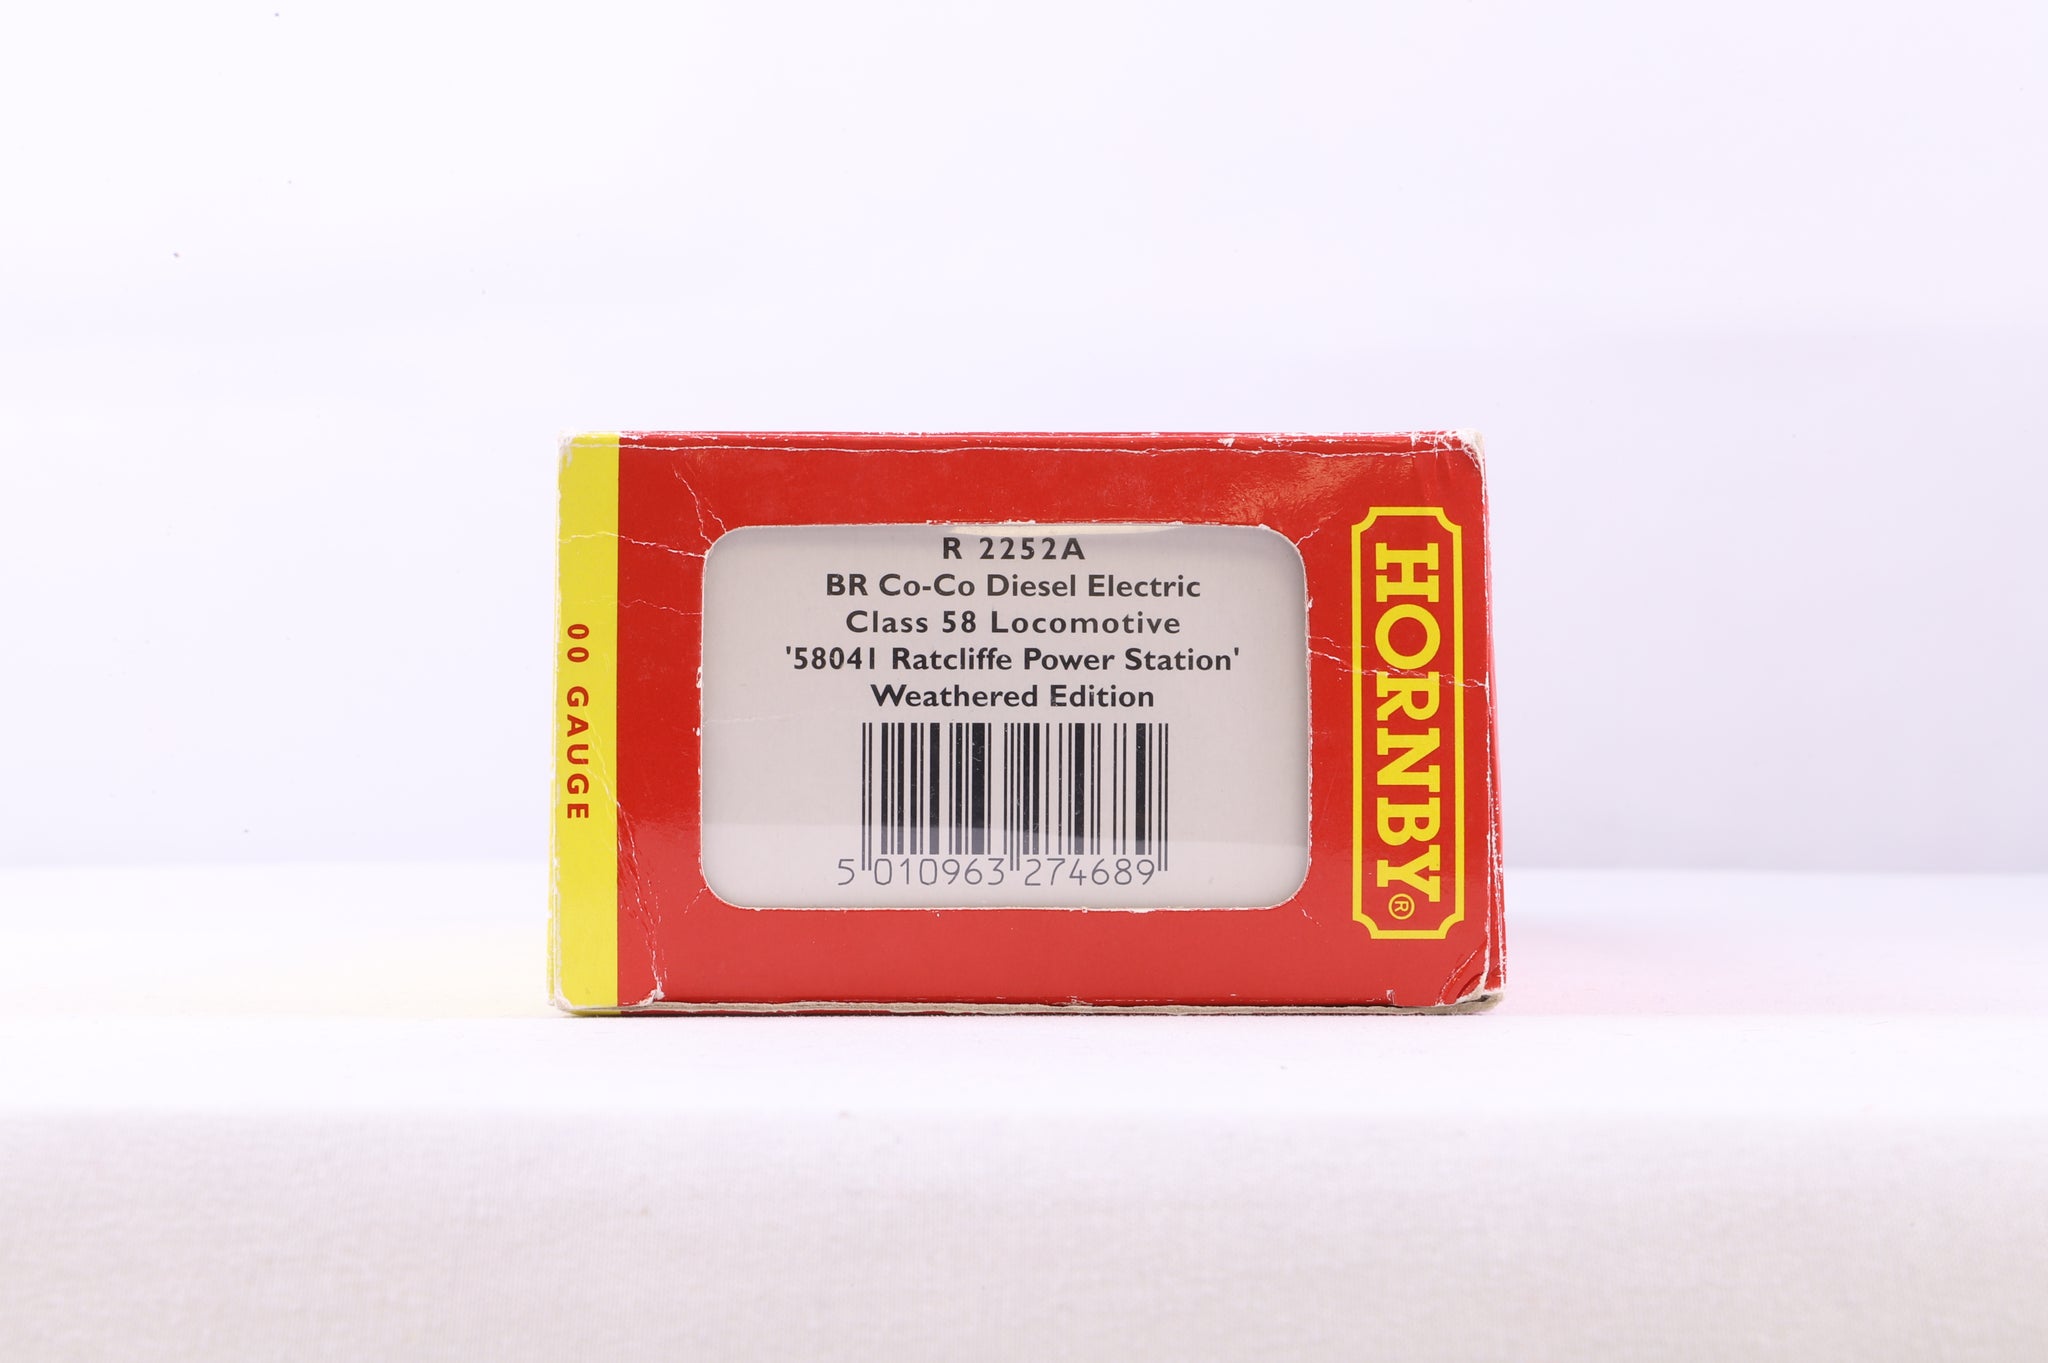 00 GAUGE
R 2252A
BR Co-Co Diesel Electric
Class 58 Locomotive
'58041 Ratcliffe Power Station'
Weathered Edition
5 010963 274689
HORNBY®